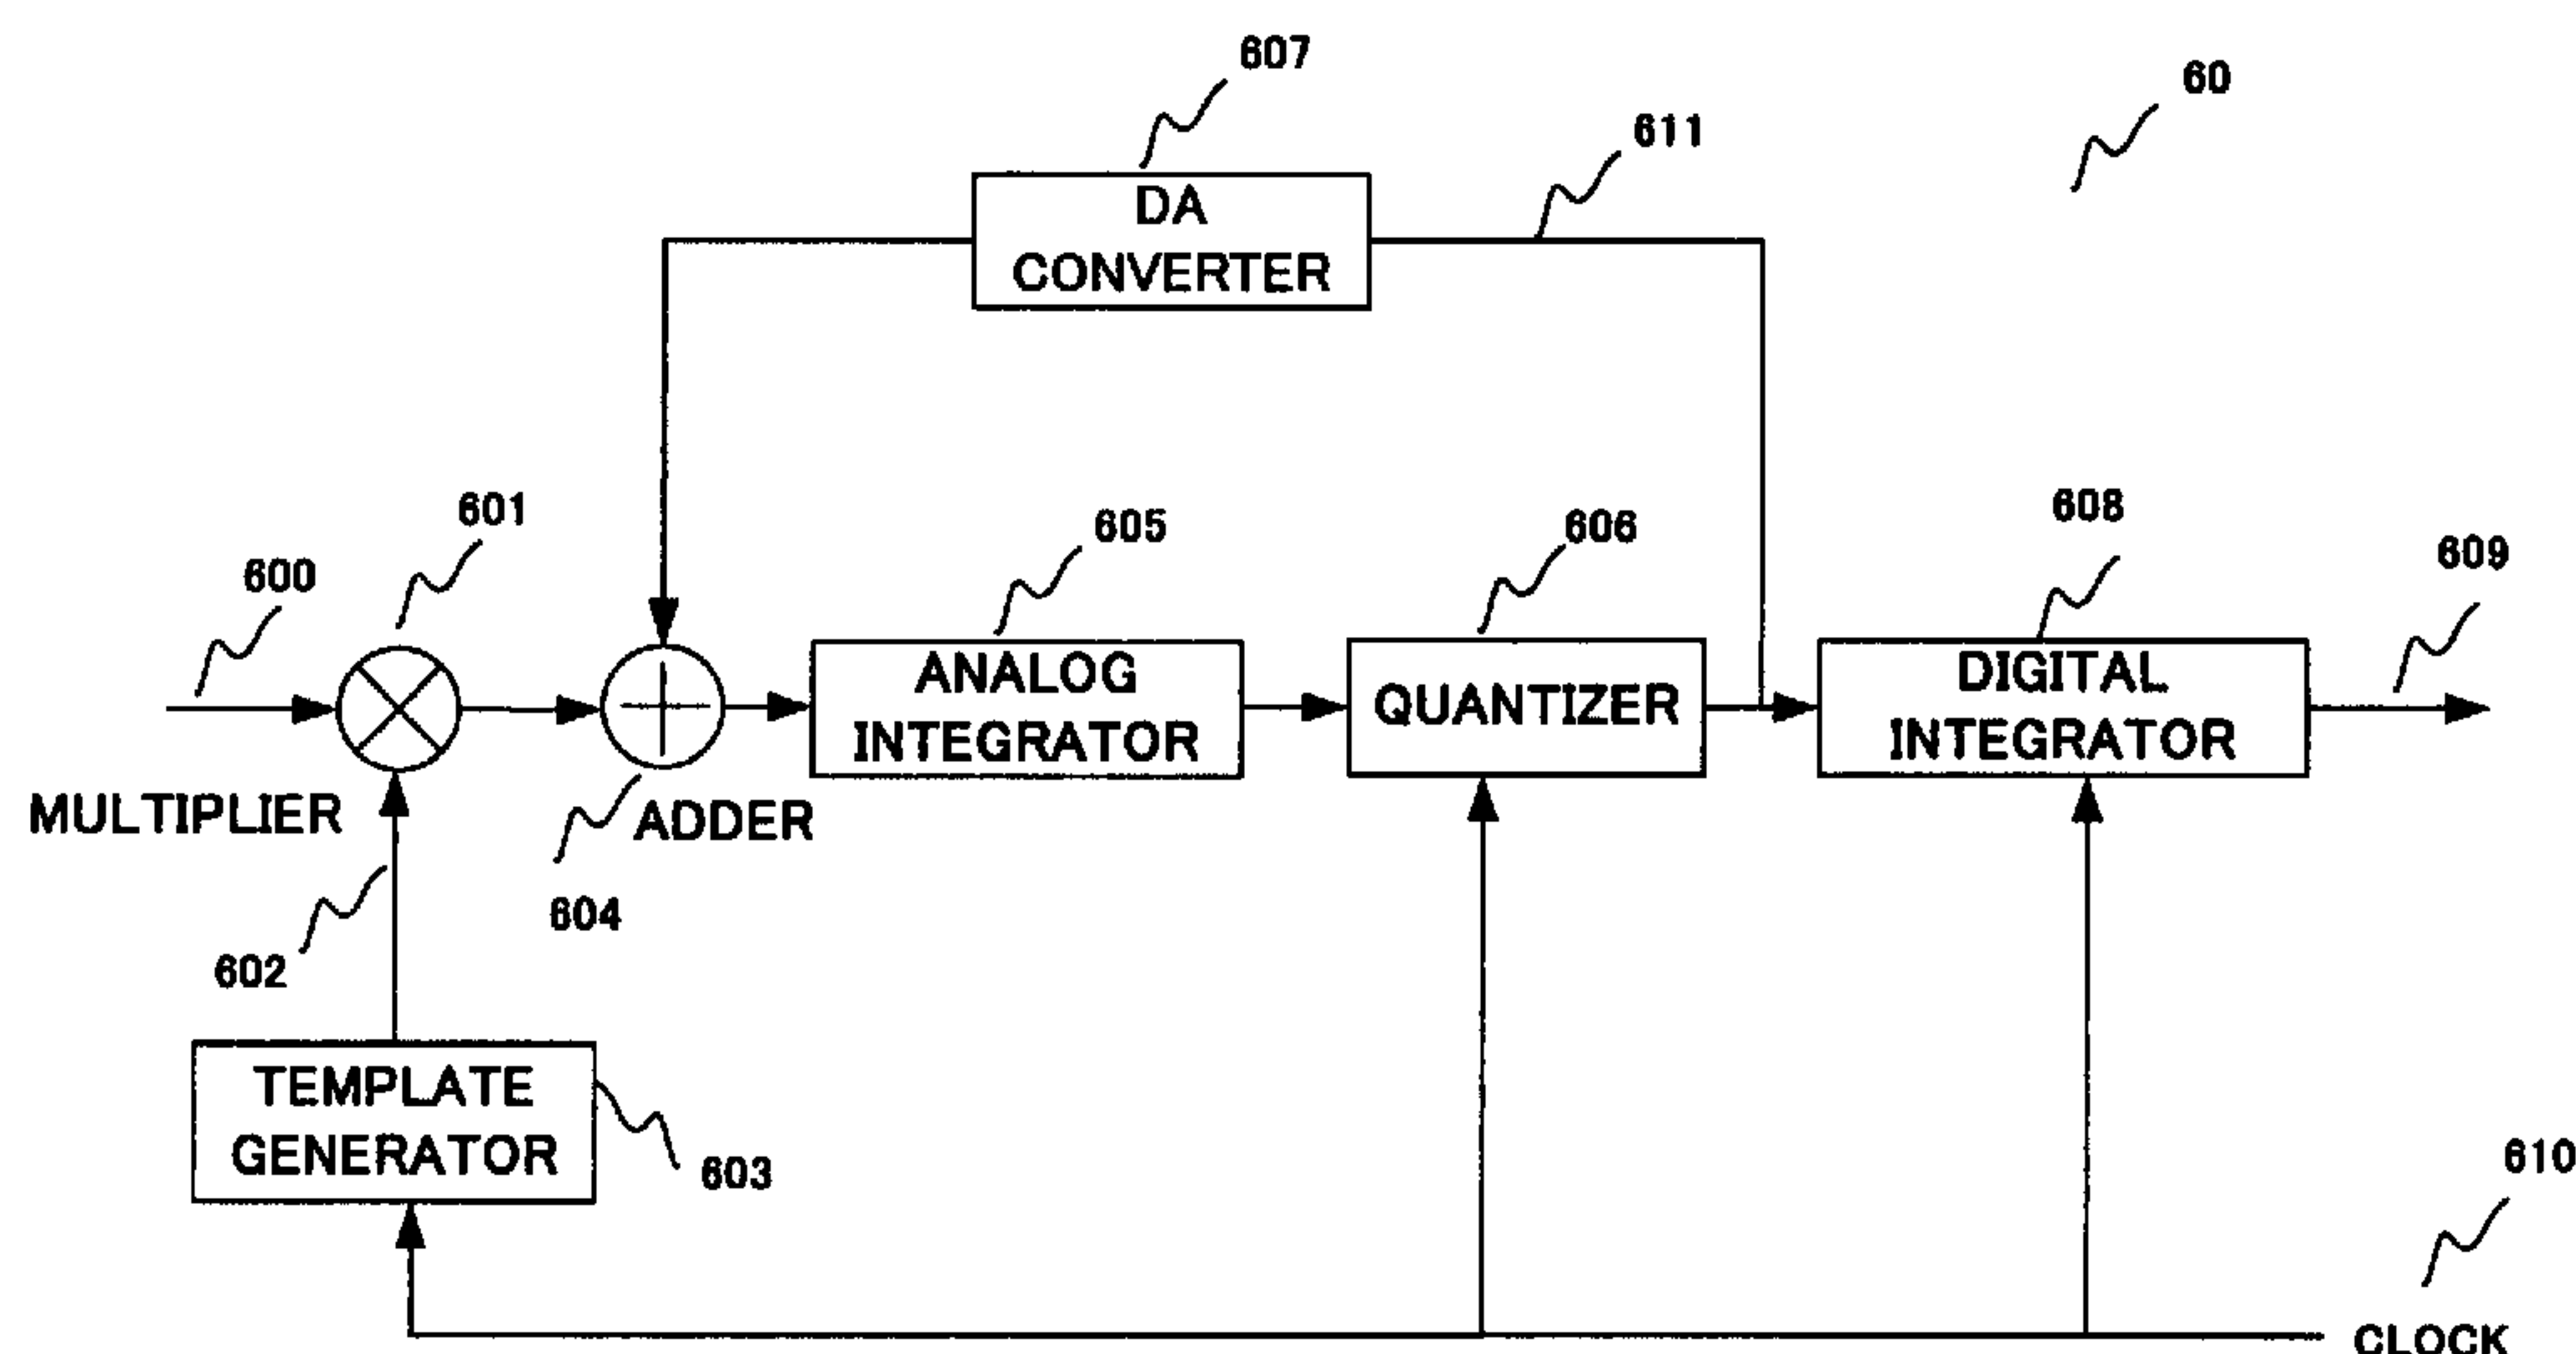 607
60
611
DA
CONVERTER
601
605
606
608
609
600
ANALOG
INTEGRATOR
QUANTIZER
DIGITAL
INTEGRATOR
MULTIPLIER
ADDER
604
602
TEMPLATE
GENERATOR
603
610
CLOCK